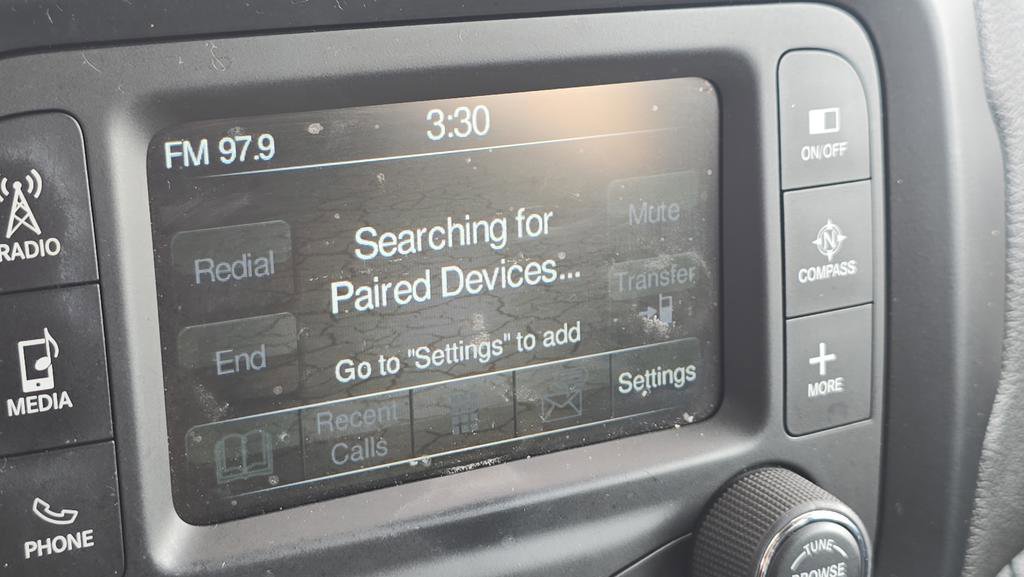 FM 97.9
3:30
Searching for
Paired Devices...
Go to "Settings" to add
Redial
End
Mute
Transfer
Recent
Calls
Settings
RADIO
MEDIA
PHONE
ON/OFF
N
COMPASS
MORE
TUNE
BROWSE